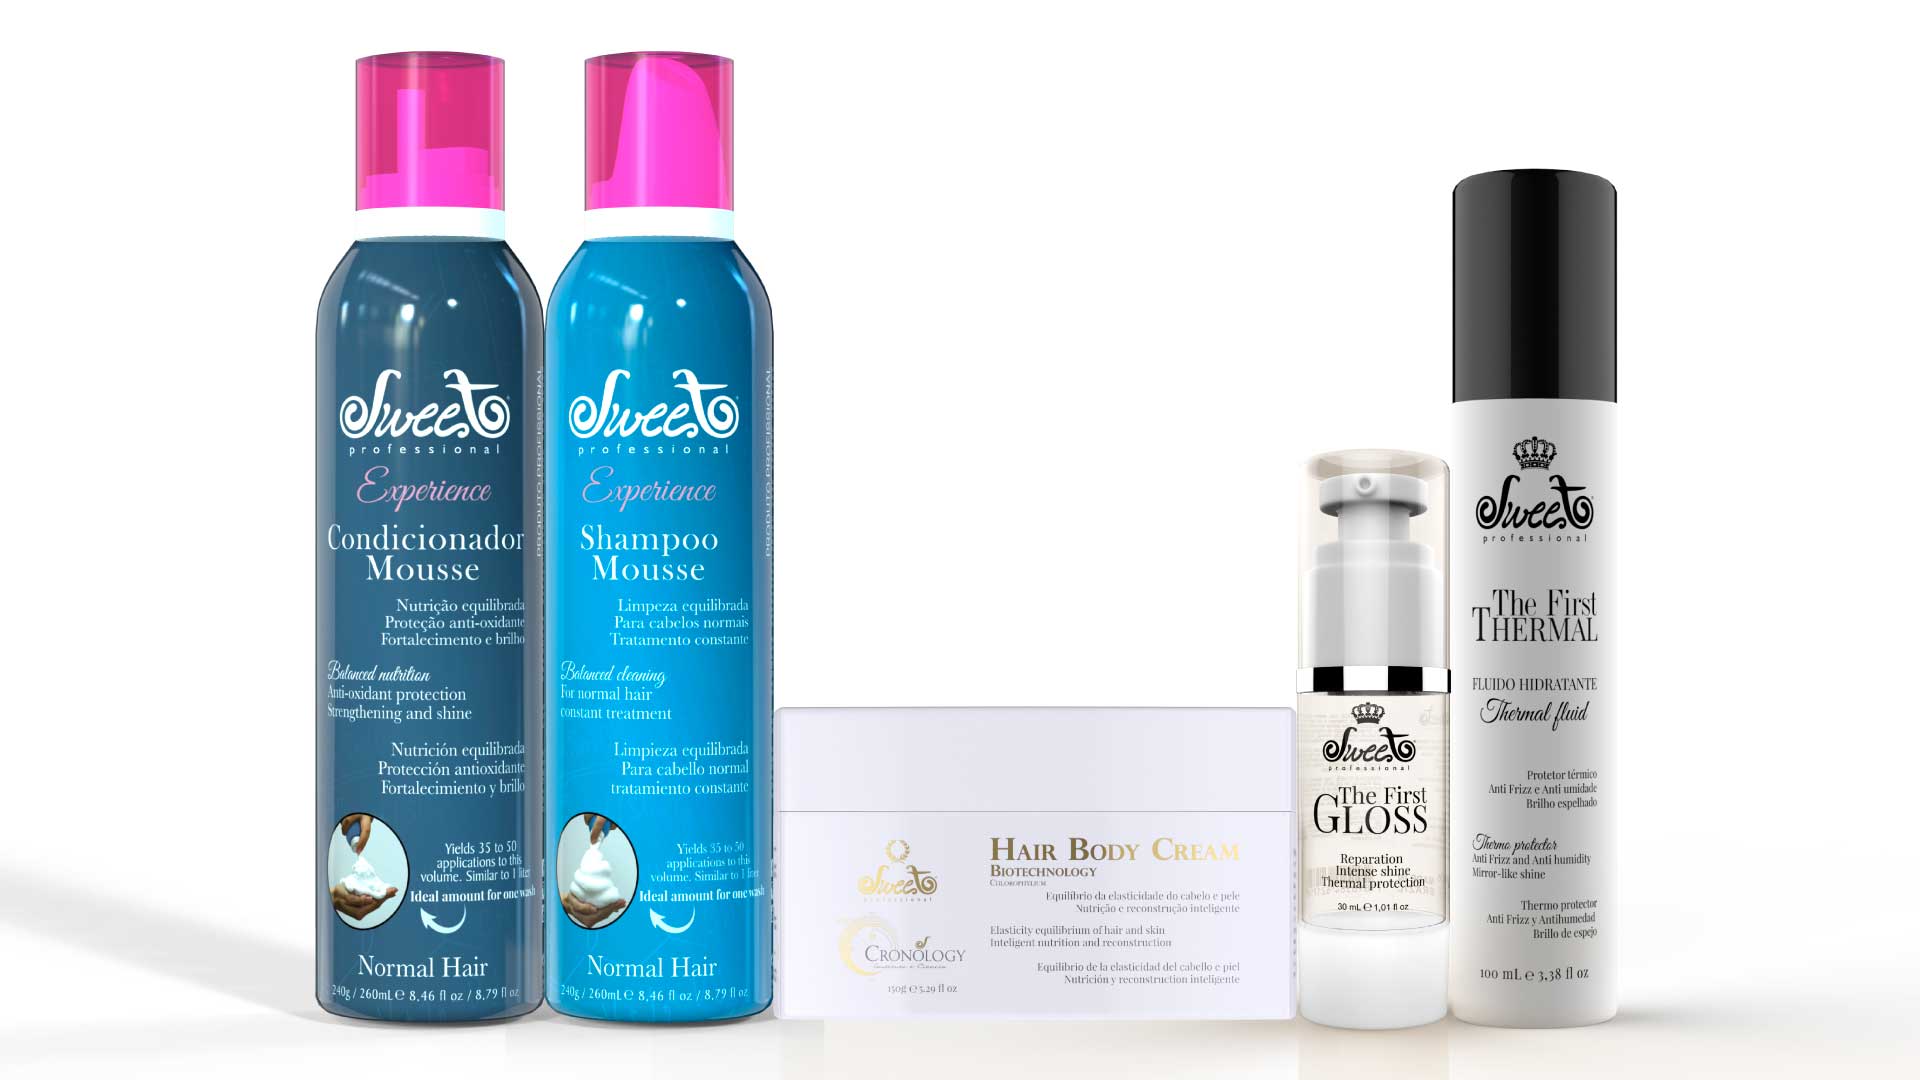 Sweet
professional
Experience
Condicionador
Mousse
Nutrição equilibrada
Proteção anti-oxidante
Fortalecimento e brilho
Balanced nutrition
Anti-oxidant protection
Strengthening and shine
Nutrición equilibrada
Protección antioxidante
Fortalecimiento y brillo
Yields 35 to 50
applications to this
volume. Similar to 1 liter
Ideal amount for one wash
Normal Hair
240g / 260mL e 8,46 fl oz / 8.79 fl oz
PRODUTO PROFISSIONAL
Sweet
professional
Experience
Shampoo
Mousse
Limpeza equilibrada
Para cabelos normais
Tratamento constante
Balanced cleaning
For normal hair
constant treatment
Limpieza equilibrada
Para cabello normal
tratamiento constante
Yields 35 to 50
applications to this
volume. Similar to 1 liter
Ideal amount for one wash
Normal Hair
240g / 260mL e 8,46 fl oz / 8.79 fl oz
PRODUTO PROFISSIONAL
Sweet
professional
CRONOLOGY
150g e 5.29 fl oz
HAIR BODY CREAM
BIOTECHNOLOGY
CHLOROPHYLIUM
Equilíbrio da elasticidade do cabelo e pele
Nutrição e reconstrução inteligente
Elasticity equilibrium of hair and skin
Inteligent nutrition and reconstruction
Equilibrio de la elasticidad del cabello e piel
Nutrición y reconstruction inteligente
Sweet
professional
The First
GLOSS
Reparation
Intense shine
Thermal protection
30 mL e 1,01 fl oz
Sweet
professional
The First
THERMAL
FLUIDO HIDRATANTE
Thermal fluid
Protetor térmico
Anti Frizz e Anti umidade
Brilho espelhado
Thermo protector
Anti Frizz and Anti humidity
Mirror-like shine
Thermo protector
Anti Frizz y Antihumedad
Brillo de espejo
100 mL e 3,38 fl oz